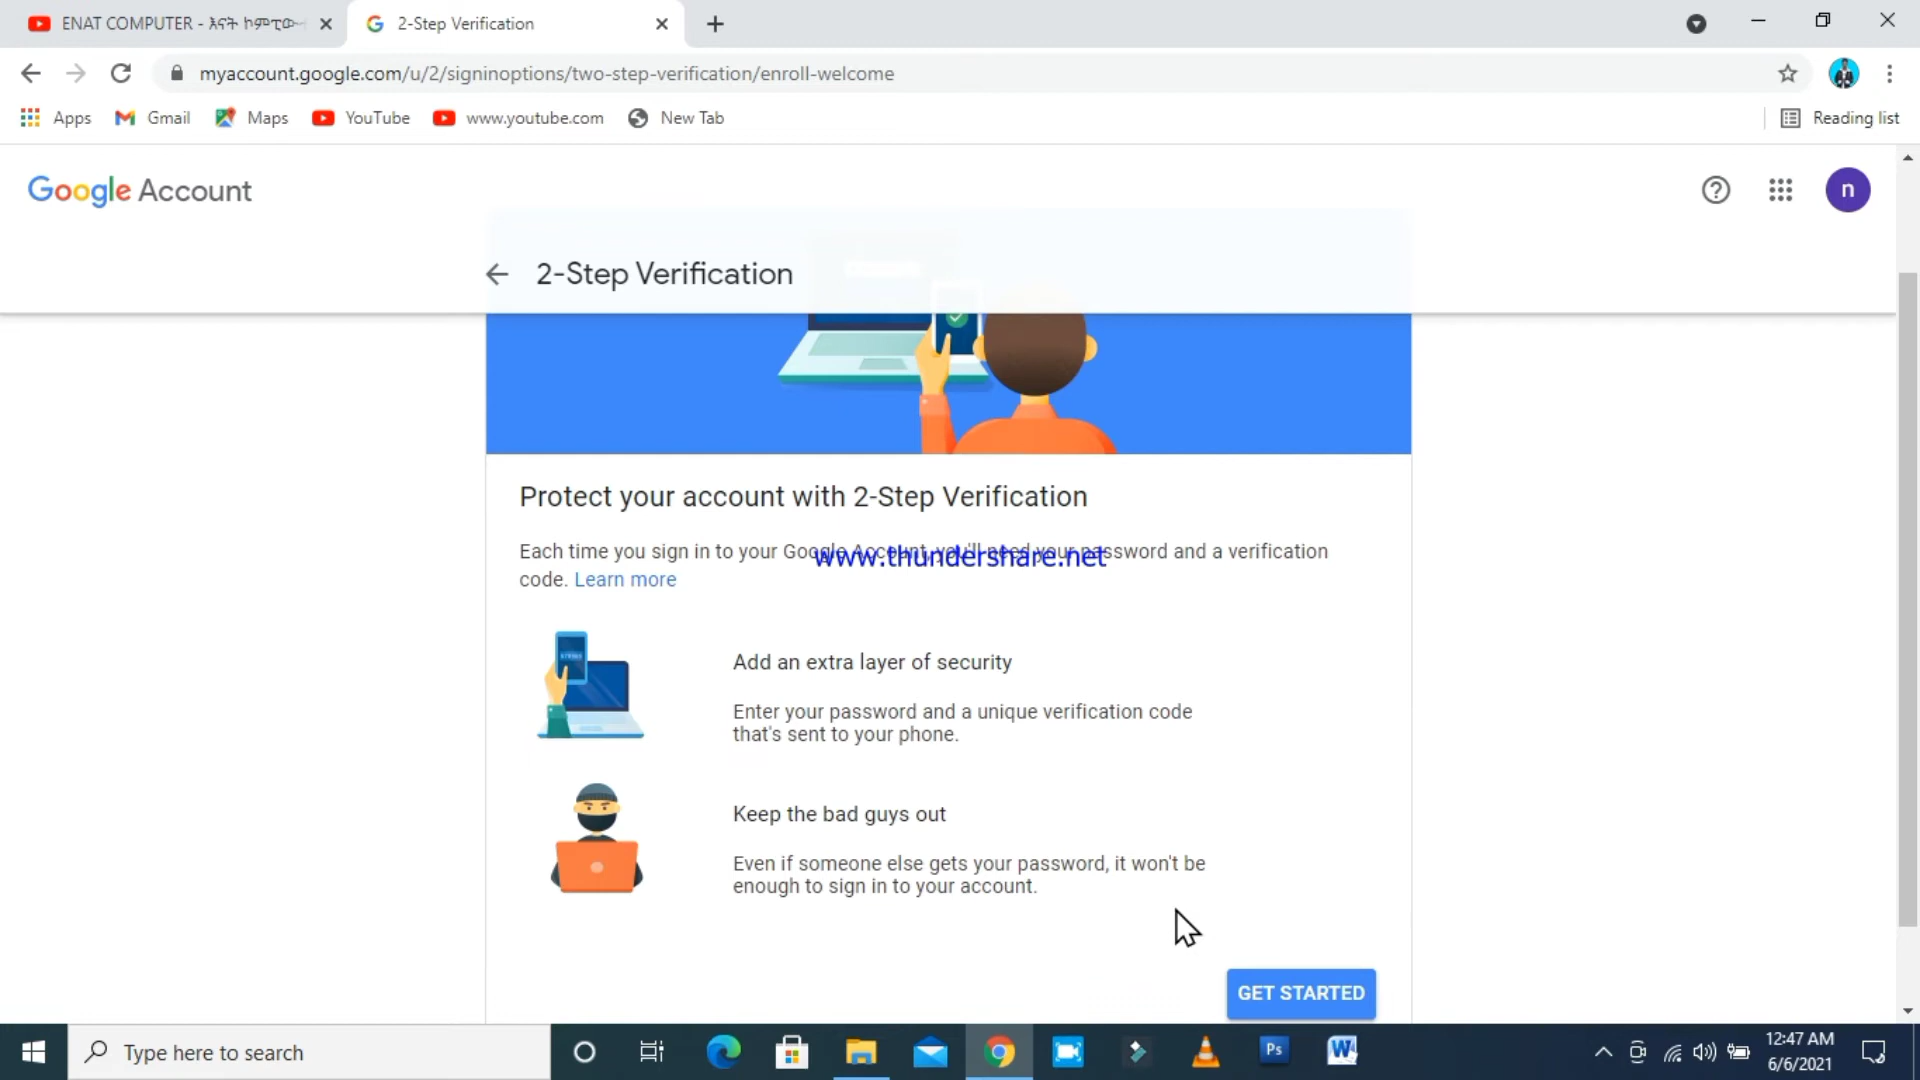 ENAT COMPUTER - እናት ኮምፒው
2-Step Verification
myaccount.google.com/u/2/signinoptions/two-step-verification/enroll-welcome
Apps Gmail Maps YouTube www.youtube.com New Tab Reading list
Google Account
n
2-Step Verification
Protect your account with 2-Step Verification
Each time you sign in to your Google Account, you'll need your password and a verification
code. Learn more
www.thundershare.net
Add an extra layer of security
Enter your password and a unique verification code
that's sent to your phone.
Keep the bad guys out
Even if someone else gets your password, it won't be
enough to sign in to your account.
GET STARTED
Type here to search
Ps
W
12:47 AM
6/6/2021